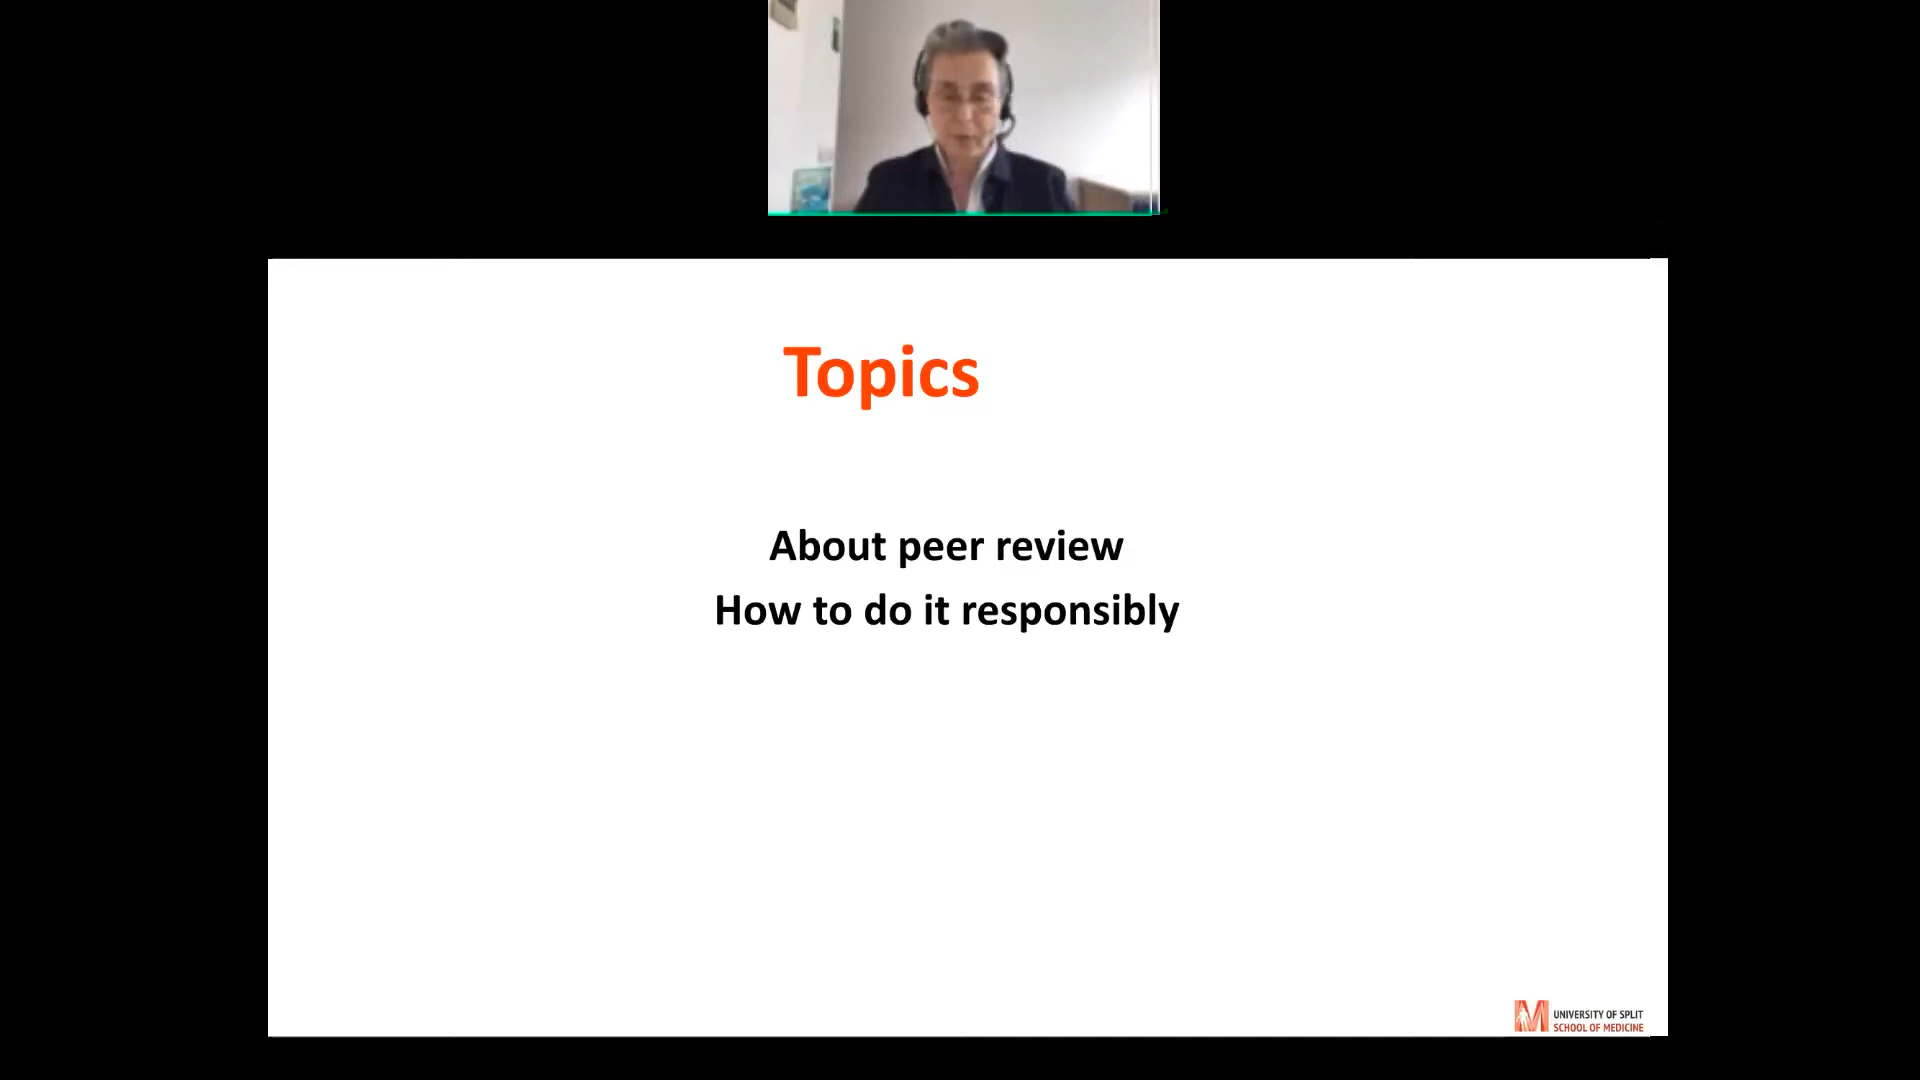 Topics
About peer review
How to do it responsibly
UNIVERSITY OF SPLIT
SCHOOL OF MEDICINE